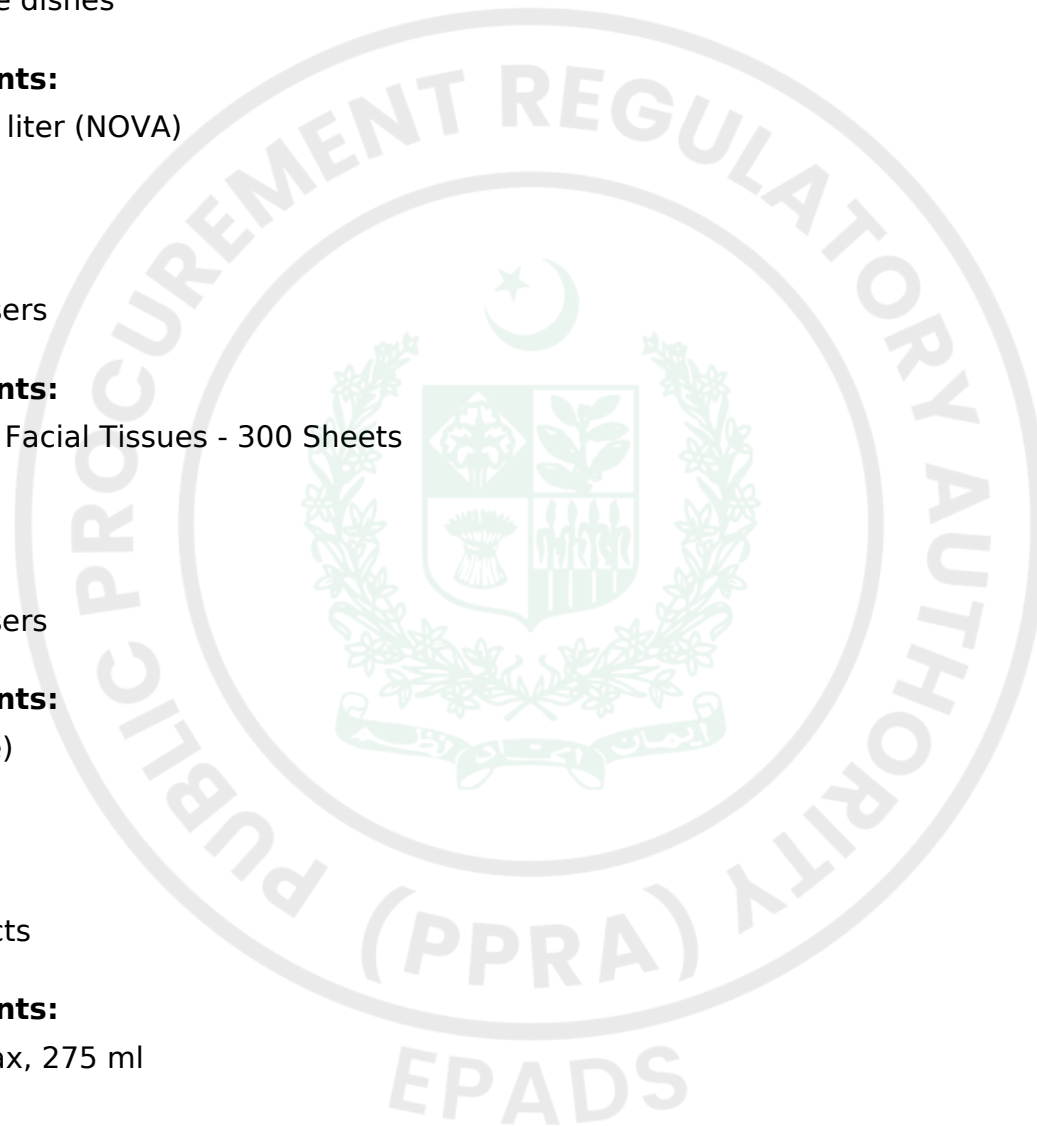 e dishes
nts:
liter (NOVA)
sers
nts:
Facial Tissues - 300 Sheets
sers
nts:
)
cts
nts:
ax, 275 ml
PUBLIC PROCUREMENT REGULATORY AUTHORITY
(PPRA)
EPADS